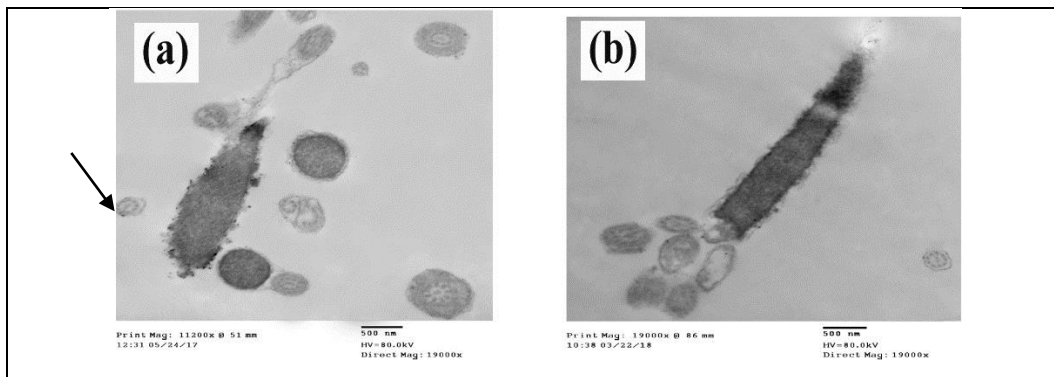 (a)
Print Mag: 11200x @ 51 mm
12:31 05/24/17
500 nm
HV=80.0kV
Direct Mag: 19000x
(b)
Print Mag: 19000x @ 86 mm
10:38 03/22/18
500 nm
HV=80.0kV
Direct Mag: 19000x